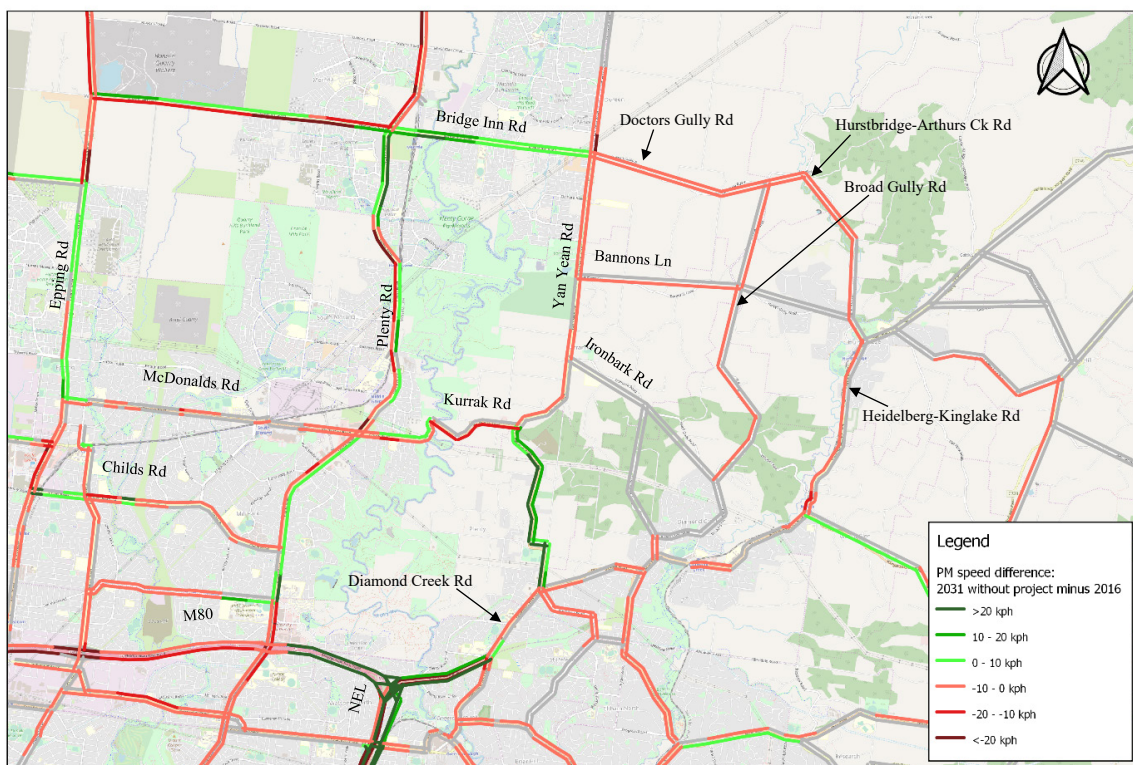 Bridge Inn Rd
Doctors Gully Rd
Hurstbridge-Arthurs Ck Rd
Broad Gully Rd
Epping Rd
Plenty Rd
Yan Yean Rd
Bannons Ln
McDonalds Rd
Ironbark Rd
Kurrak Rd
Heidelberg-Kinglake Rd
Childs Rd
Diamond Creek Rd
M80
NEL
Legend
PM speed difference:
2031 without project minus 2016
>20 kph
10 - 20 kph
0 - 10 kph
-10 - 0 kph
-20 - -10 kph
<-20 kph